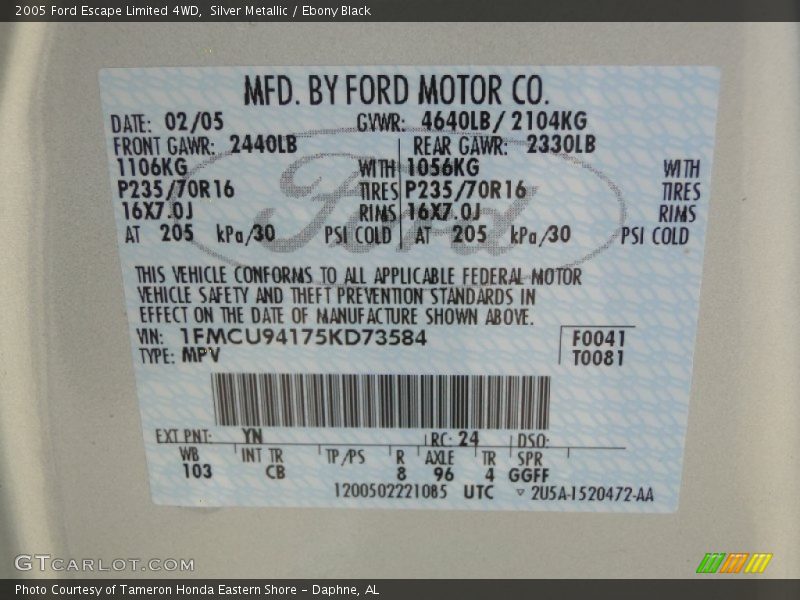 2005 Ford Escape Limited 4WD, Silver Metallic / Ebony Black
MFD. BY FORD MOTOR CO.
DATE: 02/05 GVWR: 4640LB/ 2104KG
FRONT GAWR: 2440LB REAR GAWR: 2330LB
1106KG WITH 1056KG WITH
P235/70R16 TIRES P235/70R16 TIRES
16X7.0J RIMS 16X7.0J RIMS
AT 205 kPa/30 PSI COLD AT 205 kPa/30 PSI COLD
Ford
THIS VEHICLE CONFORMS TO ALL APPLICABLE FEDERAL MOTOR
VEHICLE SAFETY AND THEFT PREVENTION STANDARDS IN
EFFECT ON THE DATE OF MANUFACTURE SHOWN ABOVE.
VIN: 1FMCU94175KD73584 F0041
TYPE: MPV T0081
EXT PNT: YN RC: 24 DSO:
WB INT TR TP/PS R AXLE TR SPR
103 CB 8 96 4 GGFF
1200502221085 UTC ▽ 2U5A-1520472-AA
GTCARLOT.COM
Photo Courtesy of Tameron Honda Eastern Shore - Daphne, AL